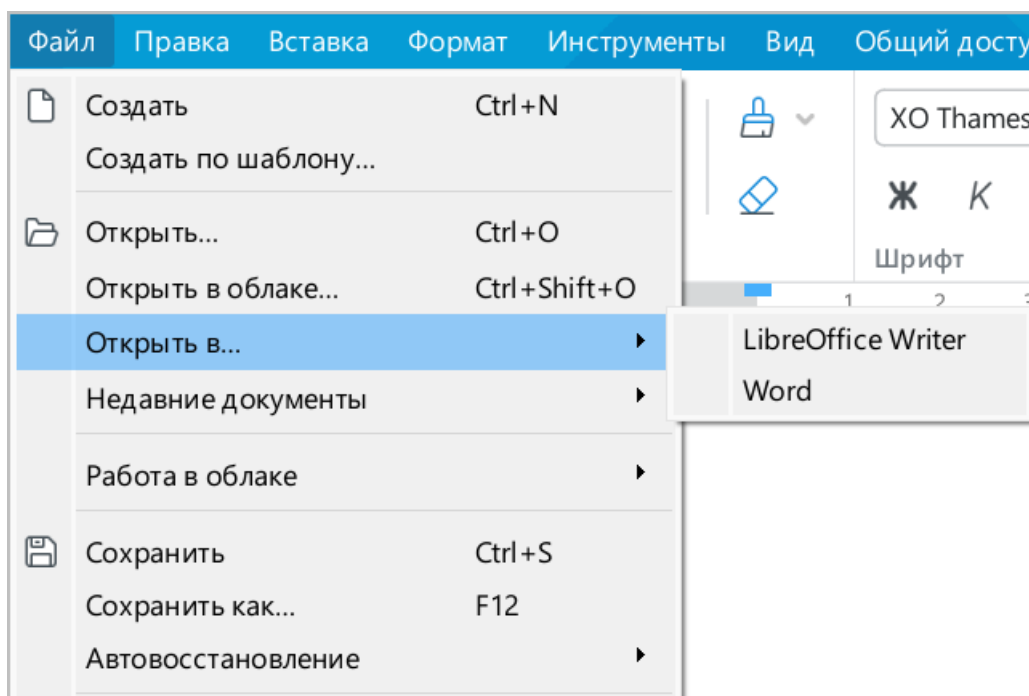 Файл Правка Вставка Формат Инструменты Вид Общий досту
Создать Ctrl+N
Создать по шаблону...
Открыть... Ctrl+O
Открыть в облаке... Ctrl+Shift+O
Открыть в...
Недавние документы
Работа в облаке
Сохранить Ctrl+S
Сохранить как... F12
Автовосстановление
XO Thames
Ж К
Шрифт
1 2 3
LibreOffice Writer
Word